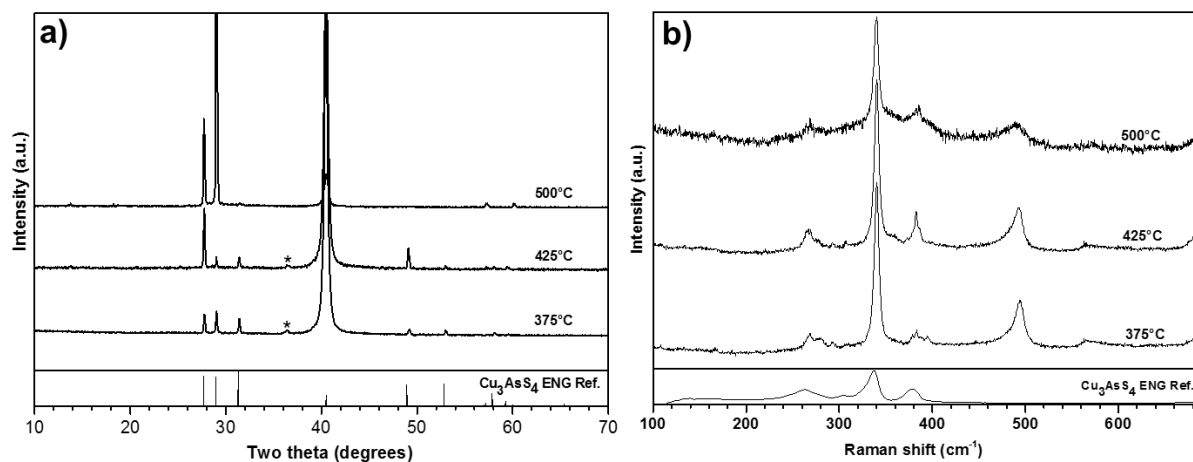 a)
Intensity (a.u.)
500°C
425°C
*
375°C
*
Cu₃AsS₄ ENG Ref.
10 20 30 40 50 60 70
Two theta (degrees)
b)
Intensity (a.u.)
500°C
425°C
375°C
Cu₃AsS₄ ENG Ref.
100 200 300 400 500 600
Raman shift (cm⁻¹)